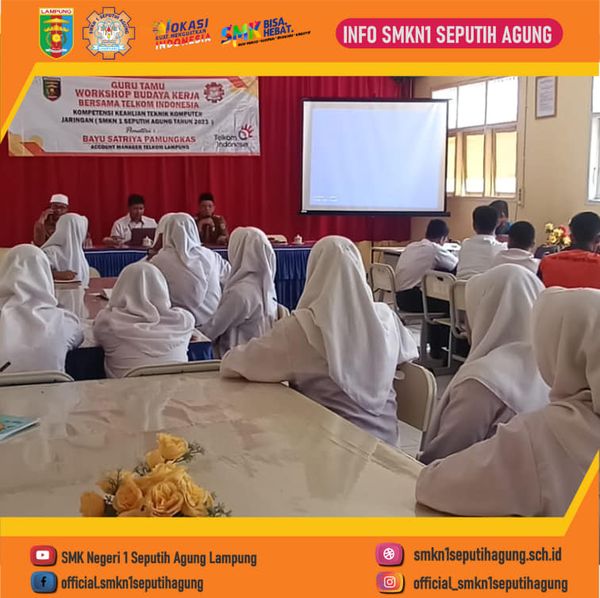 LAMPUNG
VOKASI
KUAT MENGUATKAN
INDONESIA
SMK BISA.
HEBAT.
INFO SMKN1 SEPUTIH AGUNG
GURU TAMU
WORKSHOP BUDAYA KERJA
BERSAMA TELKOM INDONESIA
KOMPETENSI KEAHLIAN TEKNIK KOMPUTER
JARINGAN ( SMKN 1 SEPUTIH AGUNG TAHUN 2023 )
Pemateri :
BAYU SATRIYA PAMUNGKAS
ACCOUNT MANAGER TELKOM LAMPUNG
Telkom
Indonesia
SMK Negeri 1 Seputih Agung Lampung
official.smkn1seputihagung
smkn1seputihagung.sch.id
official_smkn1seputihagung